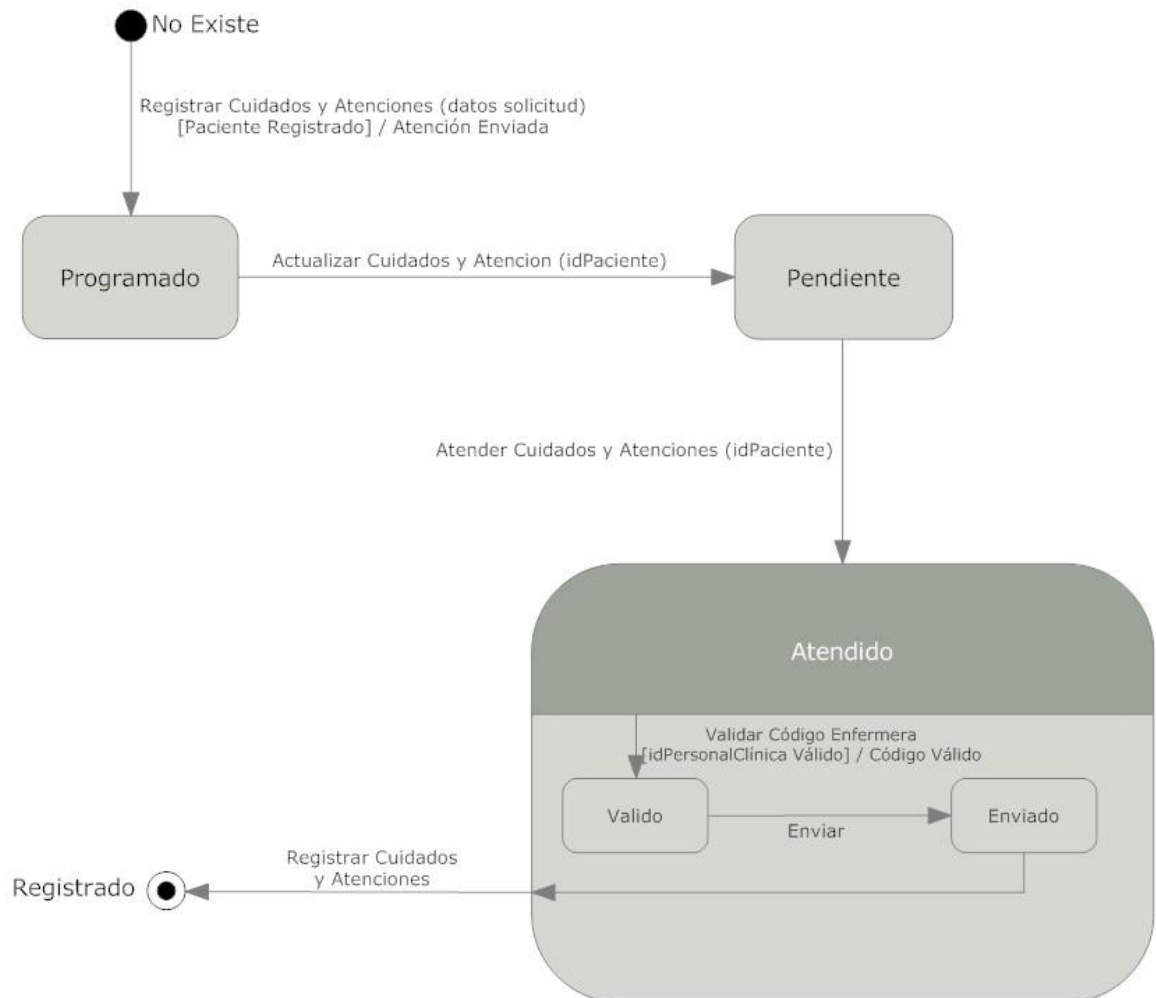 No Existe
Registrar Cuidados y Atenciones (datos solicitud)
[Paciente Registrado] / Atención Enviada
Programado
Actualizar Cuidados y Atencion (idPaciente)
Pendiente
Atender Cuidados y Atenciones (idPaciente)
Atendido
Validar Código Enfermera
[idPersonalClínica Válido] / Código Válido
Valido
Enviar
Enviado
Registrar Cuidados
y Atenciones
Registrado